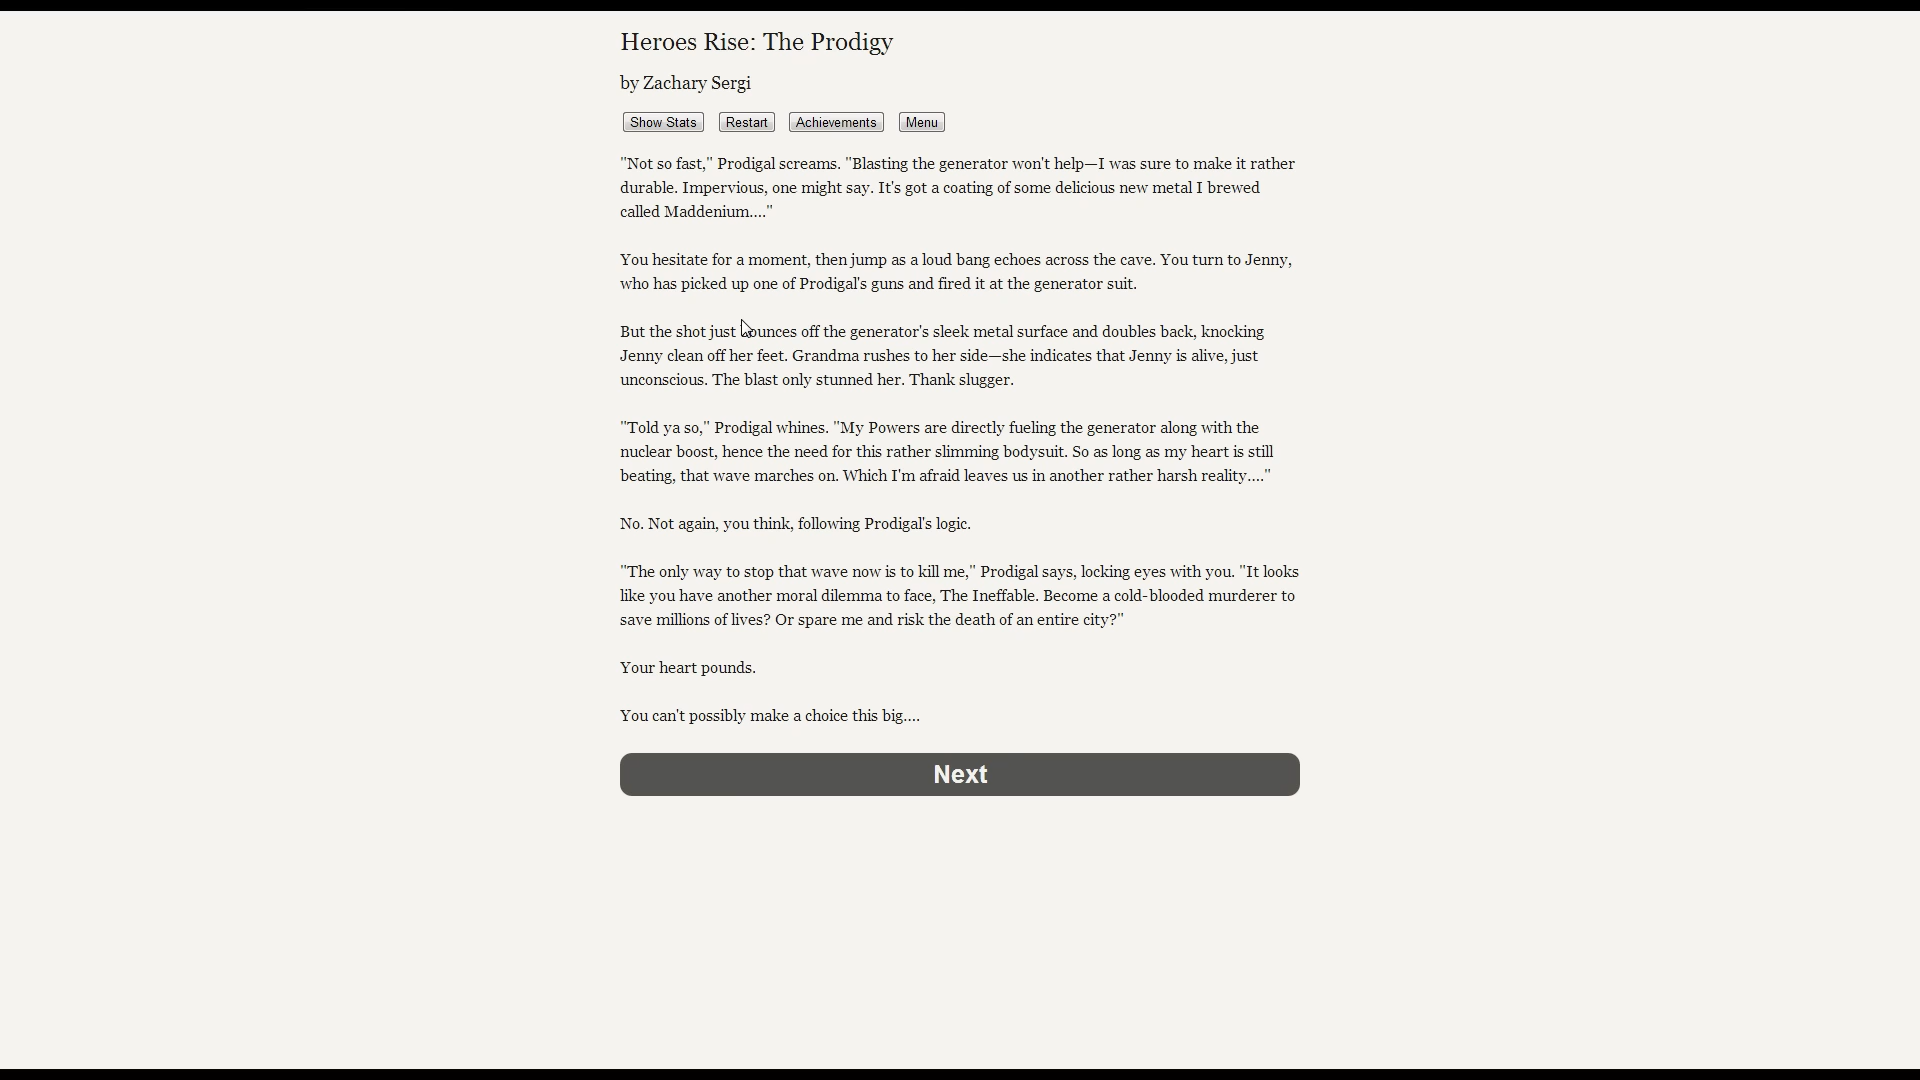 Heroes Rise: The Prodigy
by Zachary Sergi
Show Stats Restart Achievements Menu
"Not so fast," Prodigal screams. "Blasting the generator won't help—I was sure to make it rather
durable. Impervious, one might say. It's got a coating of some delicious new metal I brewed
called Maddenium...."
You hesitate for a moment, then jump as a loud bang echoes across the cave. You turn to Jenny,
who has picked up one of Prodigal's guns and fired it at the generator suit.
But the shot just bounces off the generator's sleek metal surface and doubles back, knocking
Jenny clean off her feet. Grandma rushes to her side—she indicates that Jenny is alive, just
unconscious. The blast only stunned her. Thank slugger.
"Told ya so," Prodigal whines. "My Powers are directly fueling the generator along with the
nuclear boost, hence the need for this rather slimming bodysuit. So as long as my heart is still
beating, that wave marches on. Which I'm afraid leaves us in another rather harsh reality...."
No. Not again, you think, following Prodigal's logic.
"The only way to stop that wave now is to kill me," Prodigal says, locking eyes with you. "It looks
like you have another moral dilemma to face, The Ineffable. Become a cold-blooded murderer to
save millions of lives? Or spare me and risk the death of an entire city?"
Your heart pounds.
You can't possibly make a choice this big....
Next